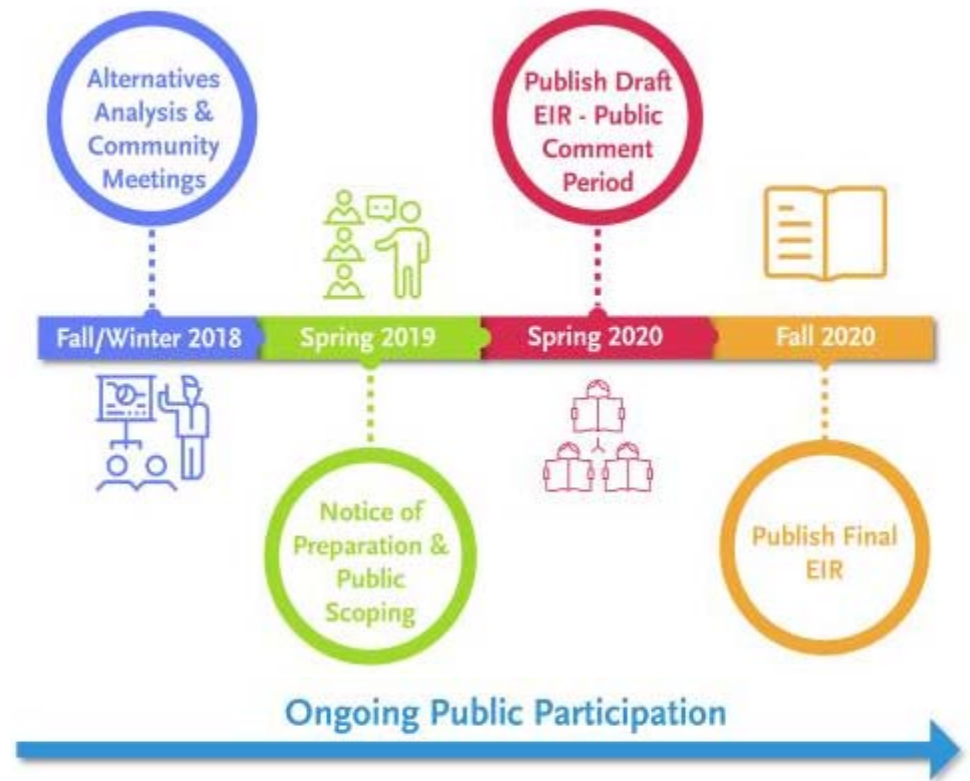 Alternatives
Analysis &
Community
Meetings
Publish Draft
EIR - Public
Comment
Period
Fall/Winter 2018
Spring 2019
Spring 2020
Fall 2020
Notice of
Preparation &
Public
Scoping
Publish Final
EIR
Ongoing Public Participation